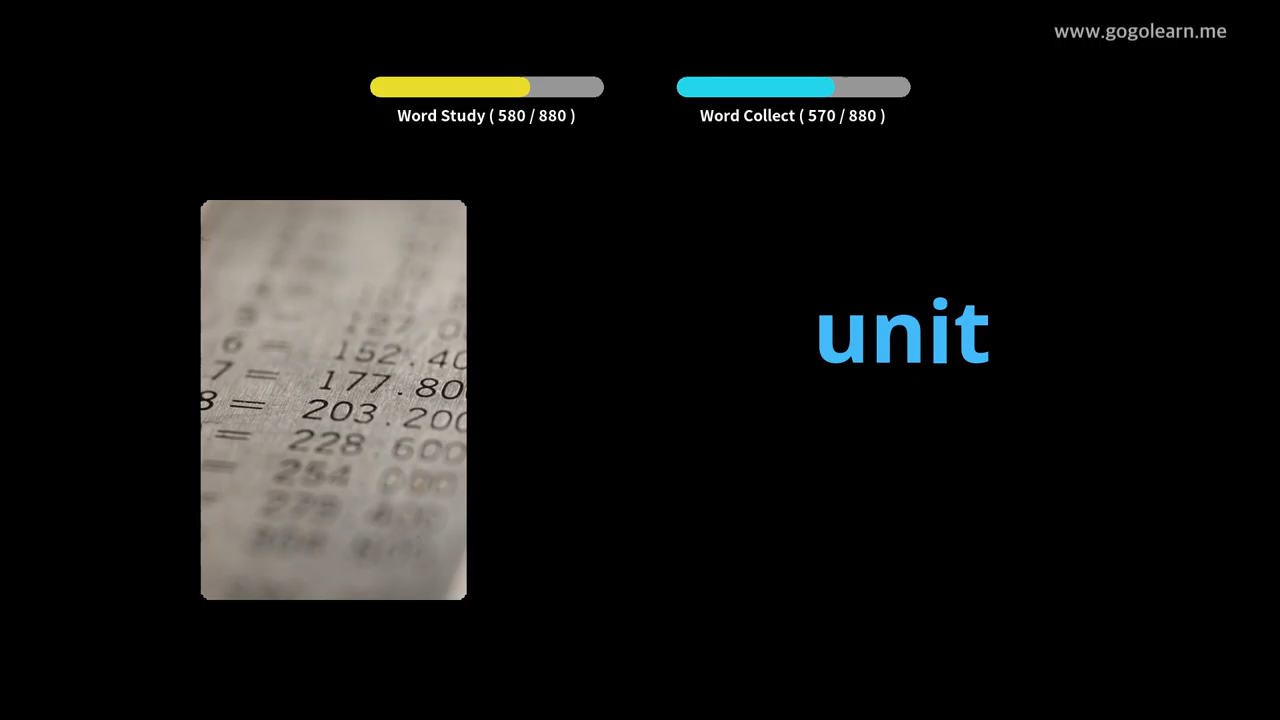 www.gogolearn.me
Word Study ( 580 / 880 )
Word Collect ( 570 / 880 )
unit
6 = 152.40
7 = 177.80
8 = 203.200
= 228.600
= 254